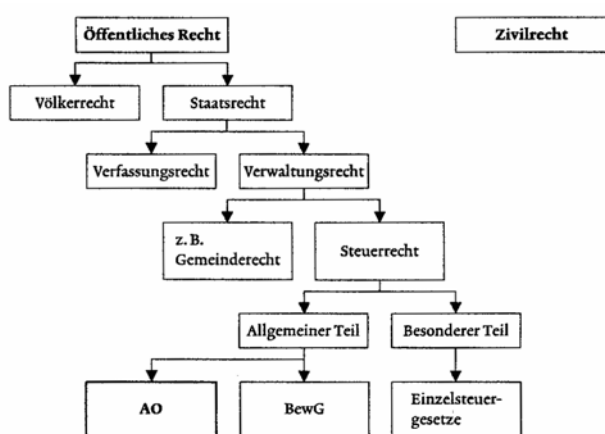 Öffentliches Recht
Zivilrecht
Völkerrecht
Staatsrecht
Verfassungsrecht
Verwaltungsrecht
z. B.
Gemeinderecht
Steuerrecht
Allgemeiner Teil
Besonderer Teil
AO
BewG
Einzelsteuer-
gesetze